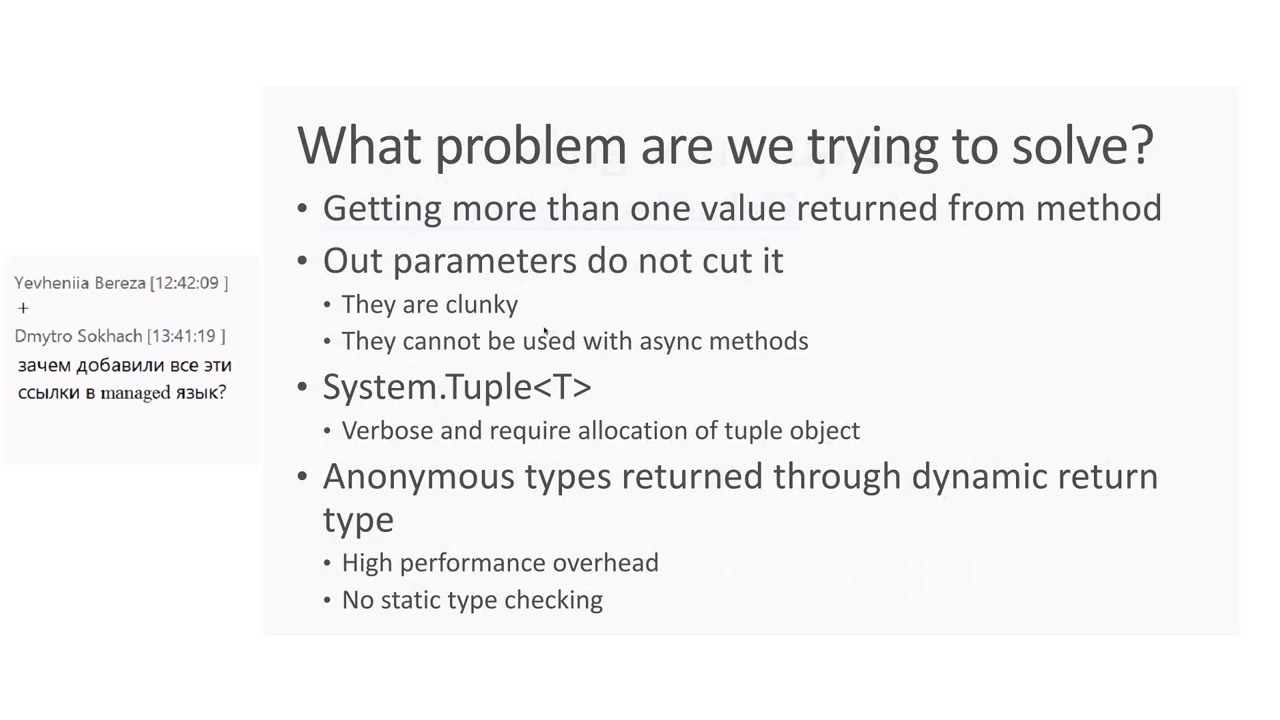 What problem are we trying to solve?
• Getting more than one value returned from method
• Out parameters do not cut it
• They are clunky
• They cannot be used with async methods
• System.Tuple<T>
• Verbose and require allocation of tuple object
• Anonymous types returned through dynamic return
type
• High performance overhead
• No static type checking
Yevheniia Bereza [12:42:09 ]
+
Dmytro Sokhach [13:41:19 ]
зачем добавили все эти
ссылки в managed язык?